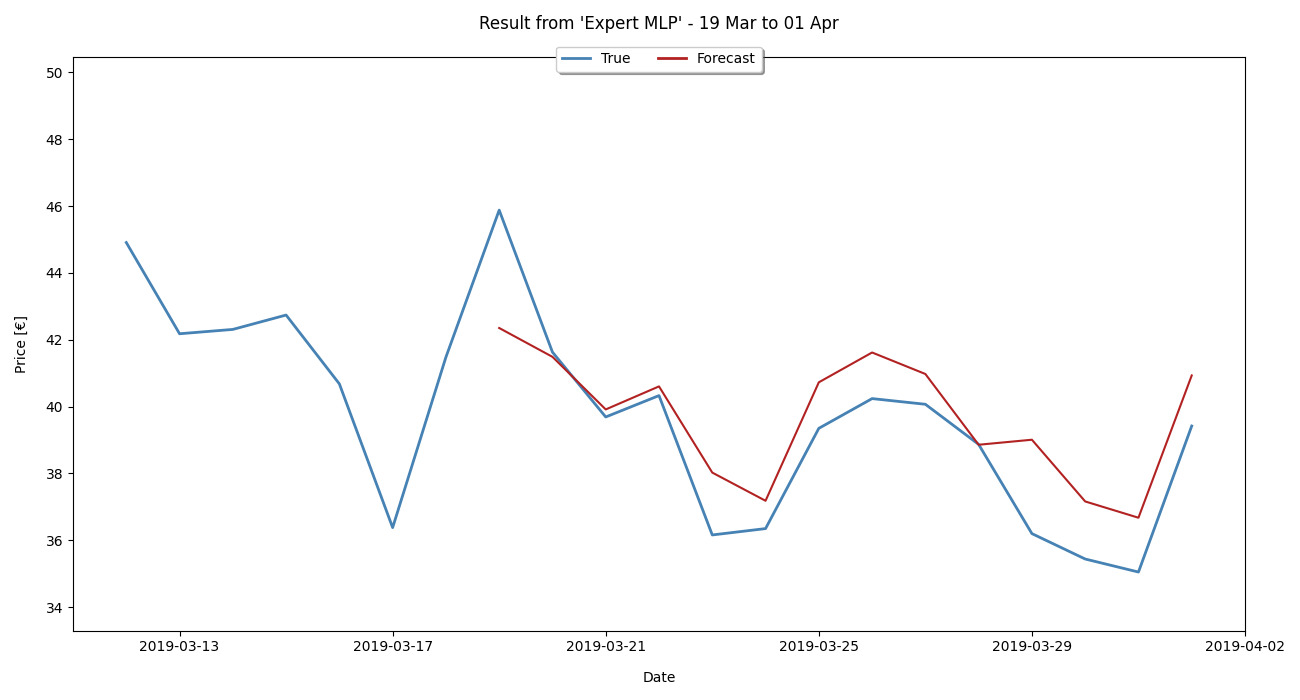 Result from 'Expert MLP' - 19 Mar to 01 Apr
True Forecast
50
48
46
44
42
40
38
36
34
Price [€]
2019-03-13 2019-03-17 2019-03-21 2019-03-25 2019-03-29 2019-04-02
Date